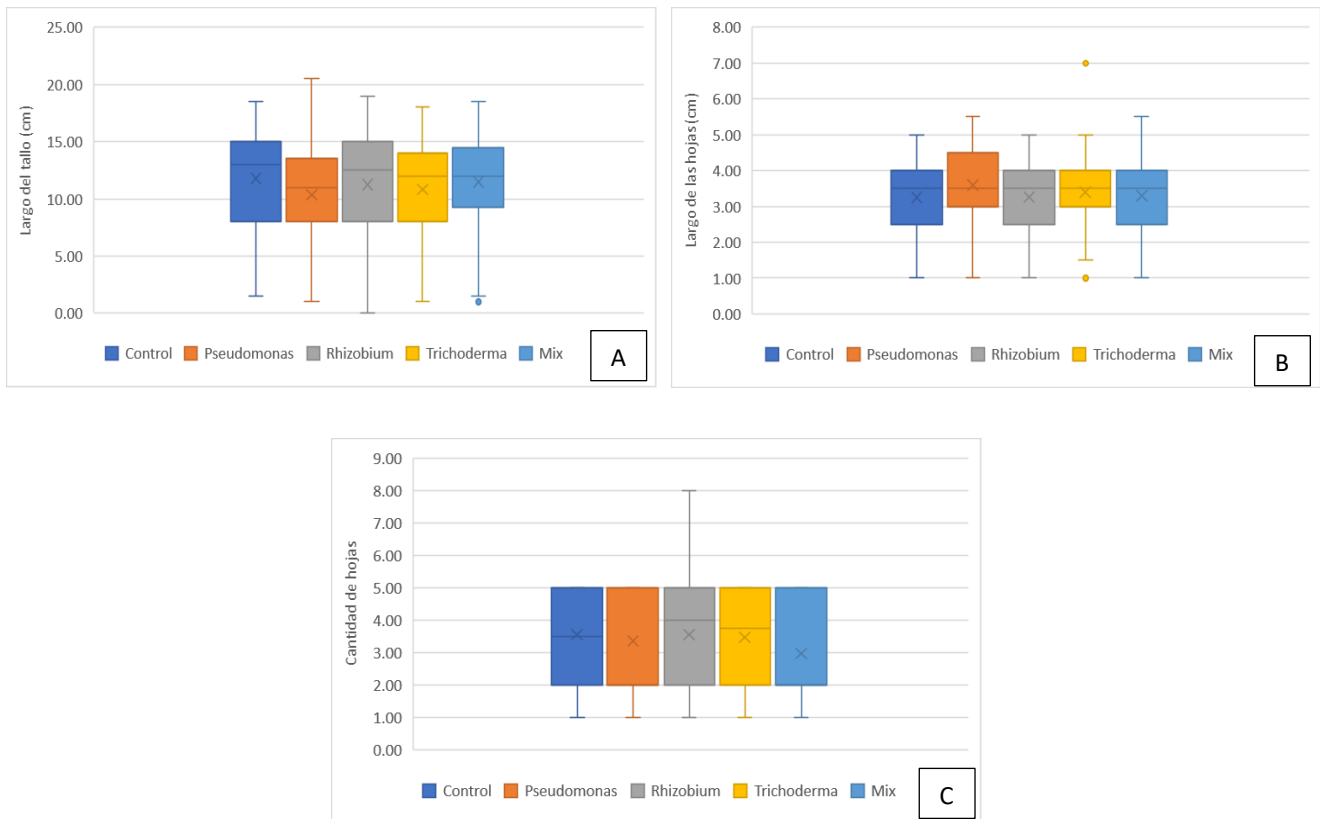 25.00
20.00
15.00
10.00
5.00
0.00
Largo del tallo (cm)
Control Pseudomonas Rhizobium Trichoderma Mix
A
8.00
7.00
6.00
5.00
4.00
3.00
2.00
1.00
0.00
Largo de las hojas (cm)
Control Pseudomonas Rhizobium Trichoderma Mix
B
9.00
8.00
7.00
6.00
5.00
4.00
3.00
2.00
1.00
0.00
Cantidad de hojas
Control Pseudomonas Rhizobium Trichoderma Mix
C